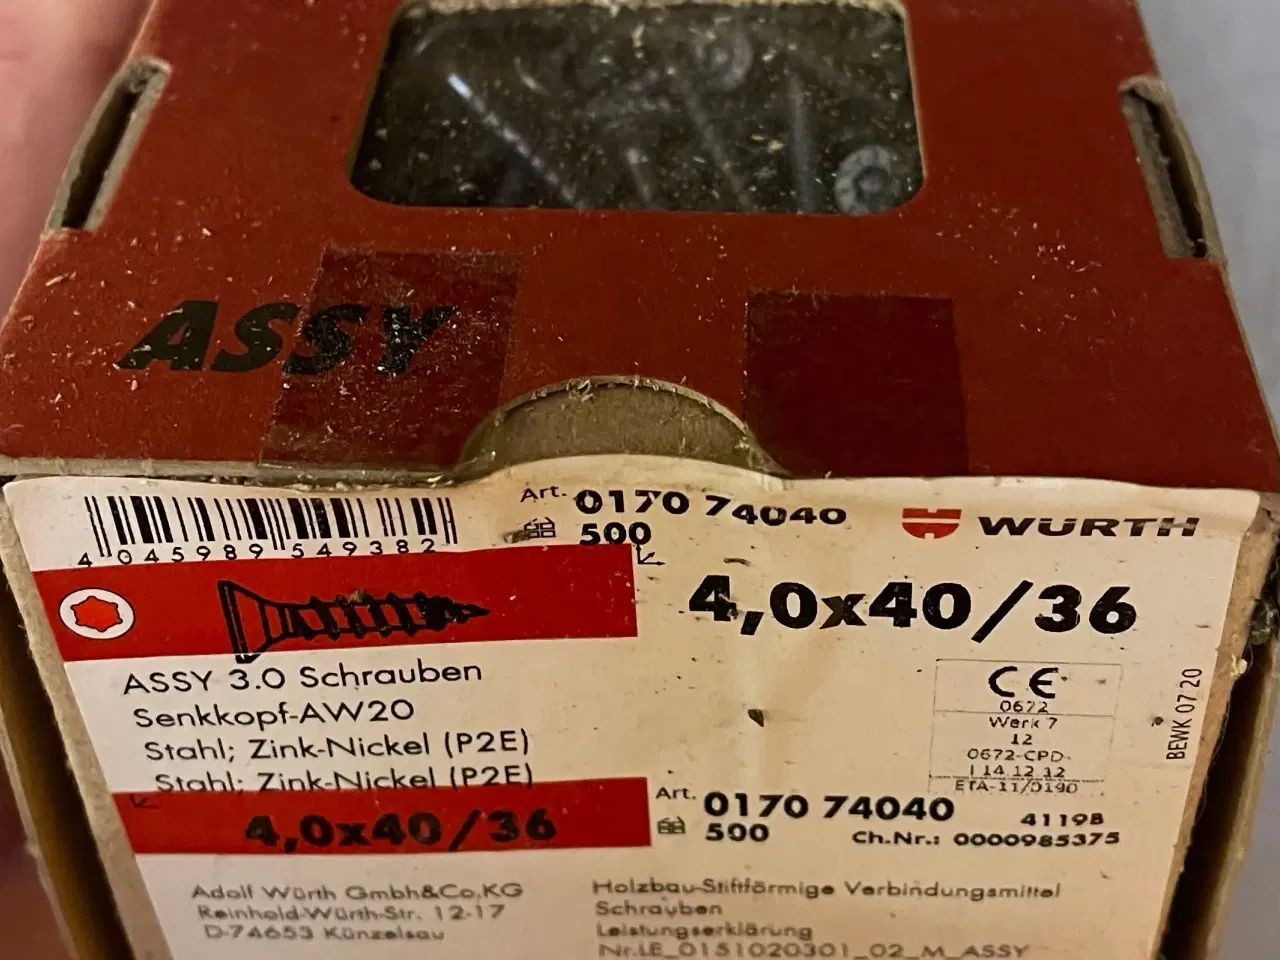 ASSY
4 045989 549382
Art. 0170 74040
500
WÜRTH
4,0x40/36
ASSY 3.0 Schrauben
Senkkopf-AW20
Stahl; Zink-Nickel (P2E)
Stahl; Zink-Nickel (P2E)
4,0x40/36
CE
0672
Werk 7
12
0672-CPD-
I 14.12.12
ETA-11/0190
BEWK 07 20
Art. 0170 74040
500
41198
Ch.Nr.: 0000985375
Adolf Würth GmbH&Co.KG
Reinhold-Würth-Str. 12-17
D-74653 Künzelsau
Holzbau-Stiftförmige Verbindungsmittel
Schrauben
Leistungserklärung
Nr.LE_0151020301_02_M_ASSY